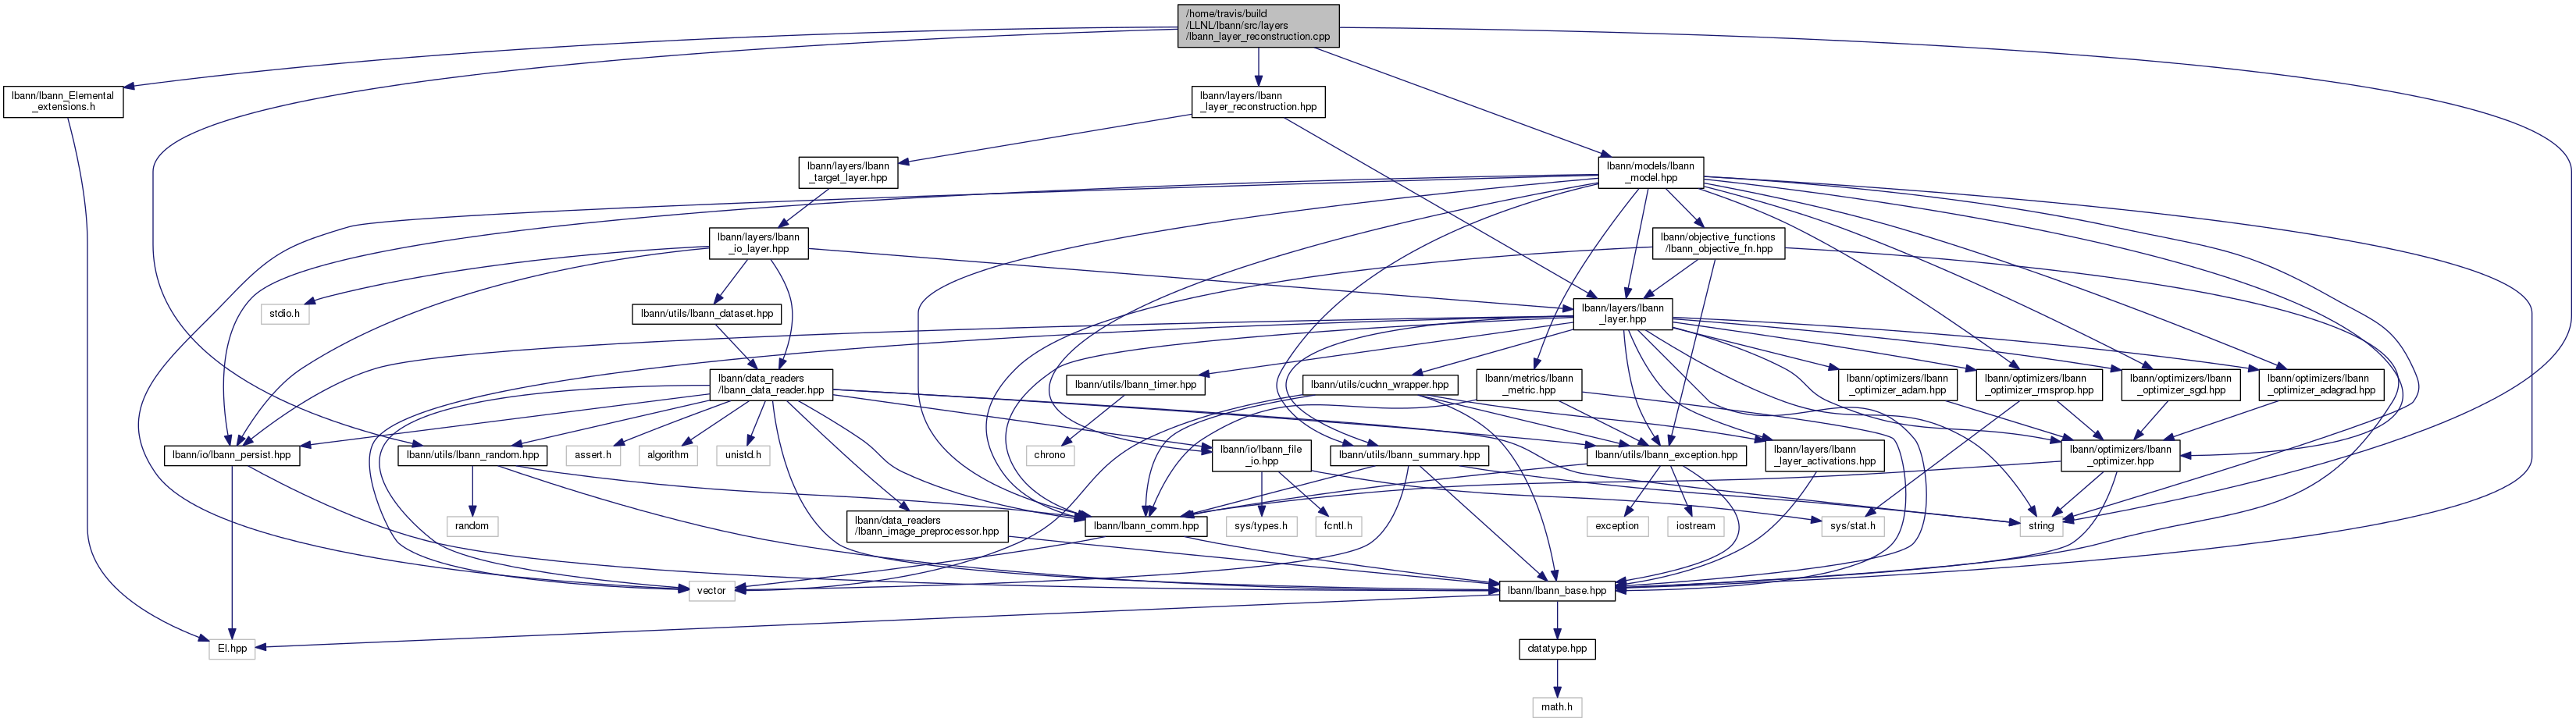 /home/travis/build
/LLNL/lbann/src/layers
/lbann_layer_reconstruction.cpp
lbann/lbann_Elemental
_extensions.h
lbann/layers/lbann
_layer_reconstruction.hpp
lbann/layers/lbann
_target_layer.hpp
lbann/models/lbann
_model.hpp
lbann/layers/lbann
_io_layer.hpp
lbann/objective_functions
/lbann_objective_fn.hpp
stdio.h
lbann/utils/lbann_dataset.hpp
lbann/layers/lbann
_layer.hpp
lbann/data_readers
/lbann_data_reader.hpp
lbann/utils/lbann_timer.hpp
lbann/utils/cudnn_wrapper.hpp
lbann/metrics/lbann
_metric.hpp
lbann/optimizers/lbann
_optimizer_adam.hpp
lbann/optimizers/lbann
_optimizer_rmsprop.hpp
lbann/optimizers/lbann
_optimizer_sgd.hpp
lbann/optimizers/lbann
_optimizer_adagrad.hpp
lbann/io/lbann_persist.hpp
lbann/utils/lbann_random.hpp
assert.h
algorithm
unistd.h
chrono
lbann/io/lbann_file
_io.hpp
lbann/utils/lbann_summary.hpp
lbann/utils/lbann_exception.hpp
lbann/layers/lbann
_layer_activations.hpp
lbann/optimizers/lbann
_optimizer.hpp
random
lbann/data_readers
/lbann_image_preprocessor.hpp
lbann/lbann_comm.hpp
sys/types.h
fcntl.h
exception
iostream
sys/stat.h
string
vector
lbann/lbann_base.hpp
El.hpp
datatype.hpp
math.h